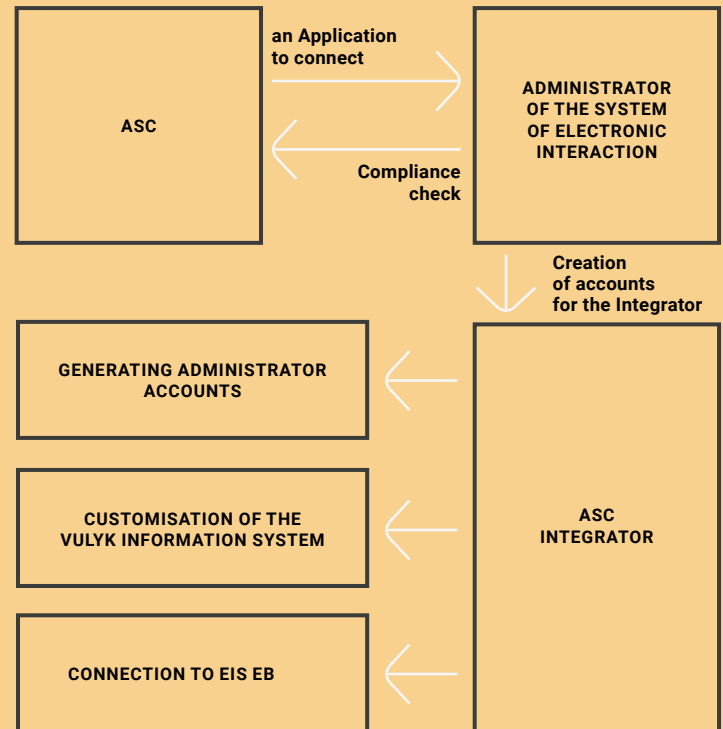 an Application
to connect
ASC
ADMINISTRATOR
OF THE SYSTEM
OF ELECTRONIC
INTERACTION
Compliance
check
Creation
of accounts
for the Integrator
GENERATING ADMINISTRATOR
ACCOUNTS
CUSTOMISATION OF THE
VULYK INFORMATION SYSTEM
ASC
INTEGRATOR
CONNECTION TO EIS EB